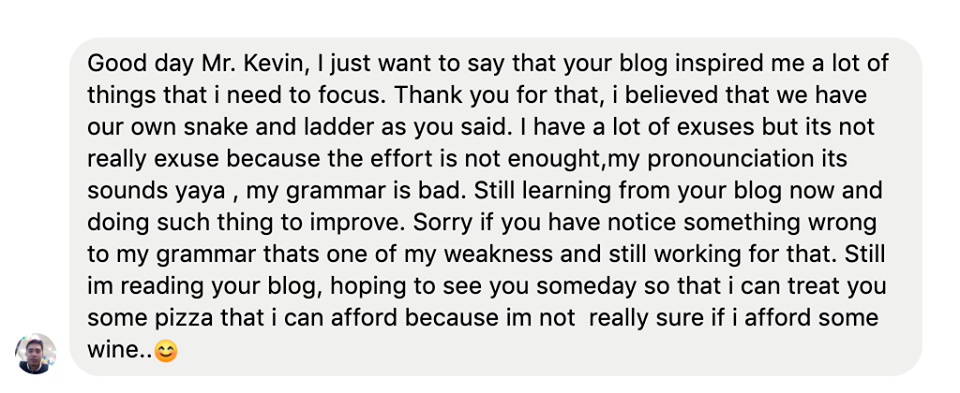 Good day Mr. Kevin, I just want to say that your blog inspired me a lot of
things that i need to focus. Thank you for that, i believed that we have
our own snake and ladder as you said. I have a lot of exuses but its not
really exuse because the effort is not enought,my pronounciation its
sounds yaya , my grammar is bad. Still learning from your blog now and
doing such thing to improve. Sorry if you have notice something wrong
to my grammar thats one of my weakness and still working for that. Still
im reading your blog, hoping to see you someday so that i can treat you
some pizza that i can afford because im not  really sure if i afford some
wine..😊